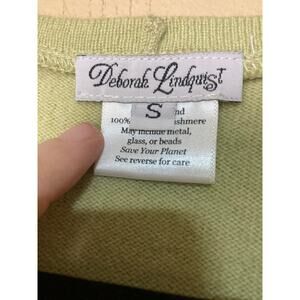 Deborah Lindquist
S
100%
May include metal,
glass, or beads
Save Your Planet
See reverse for care